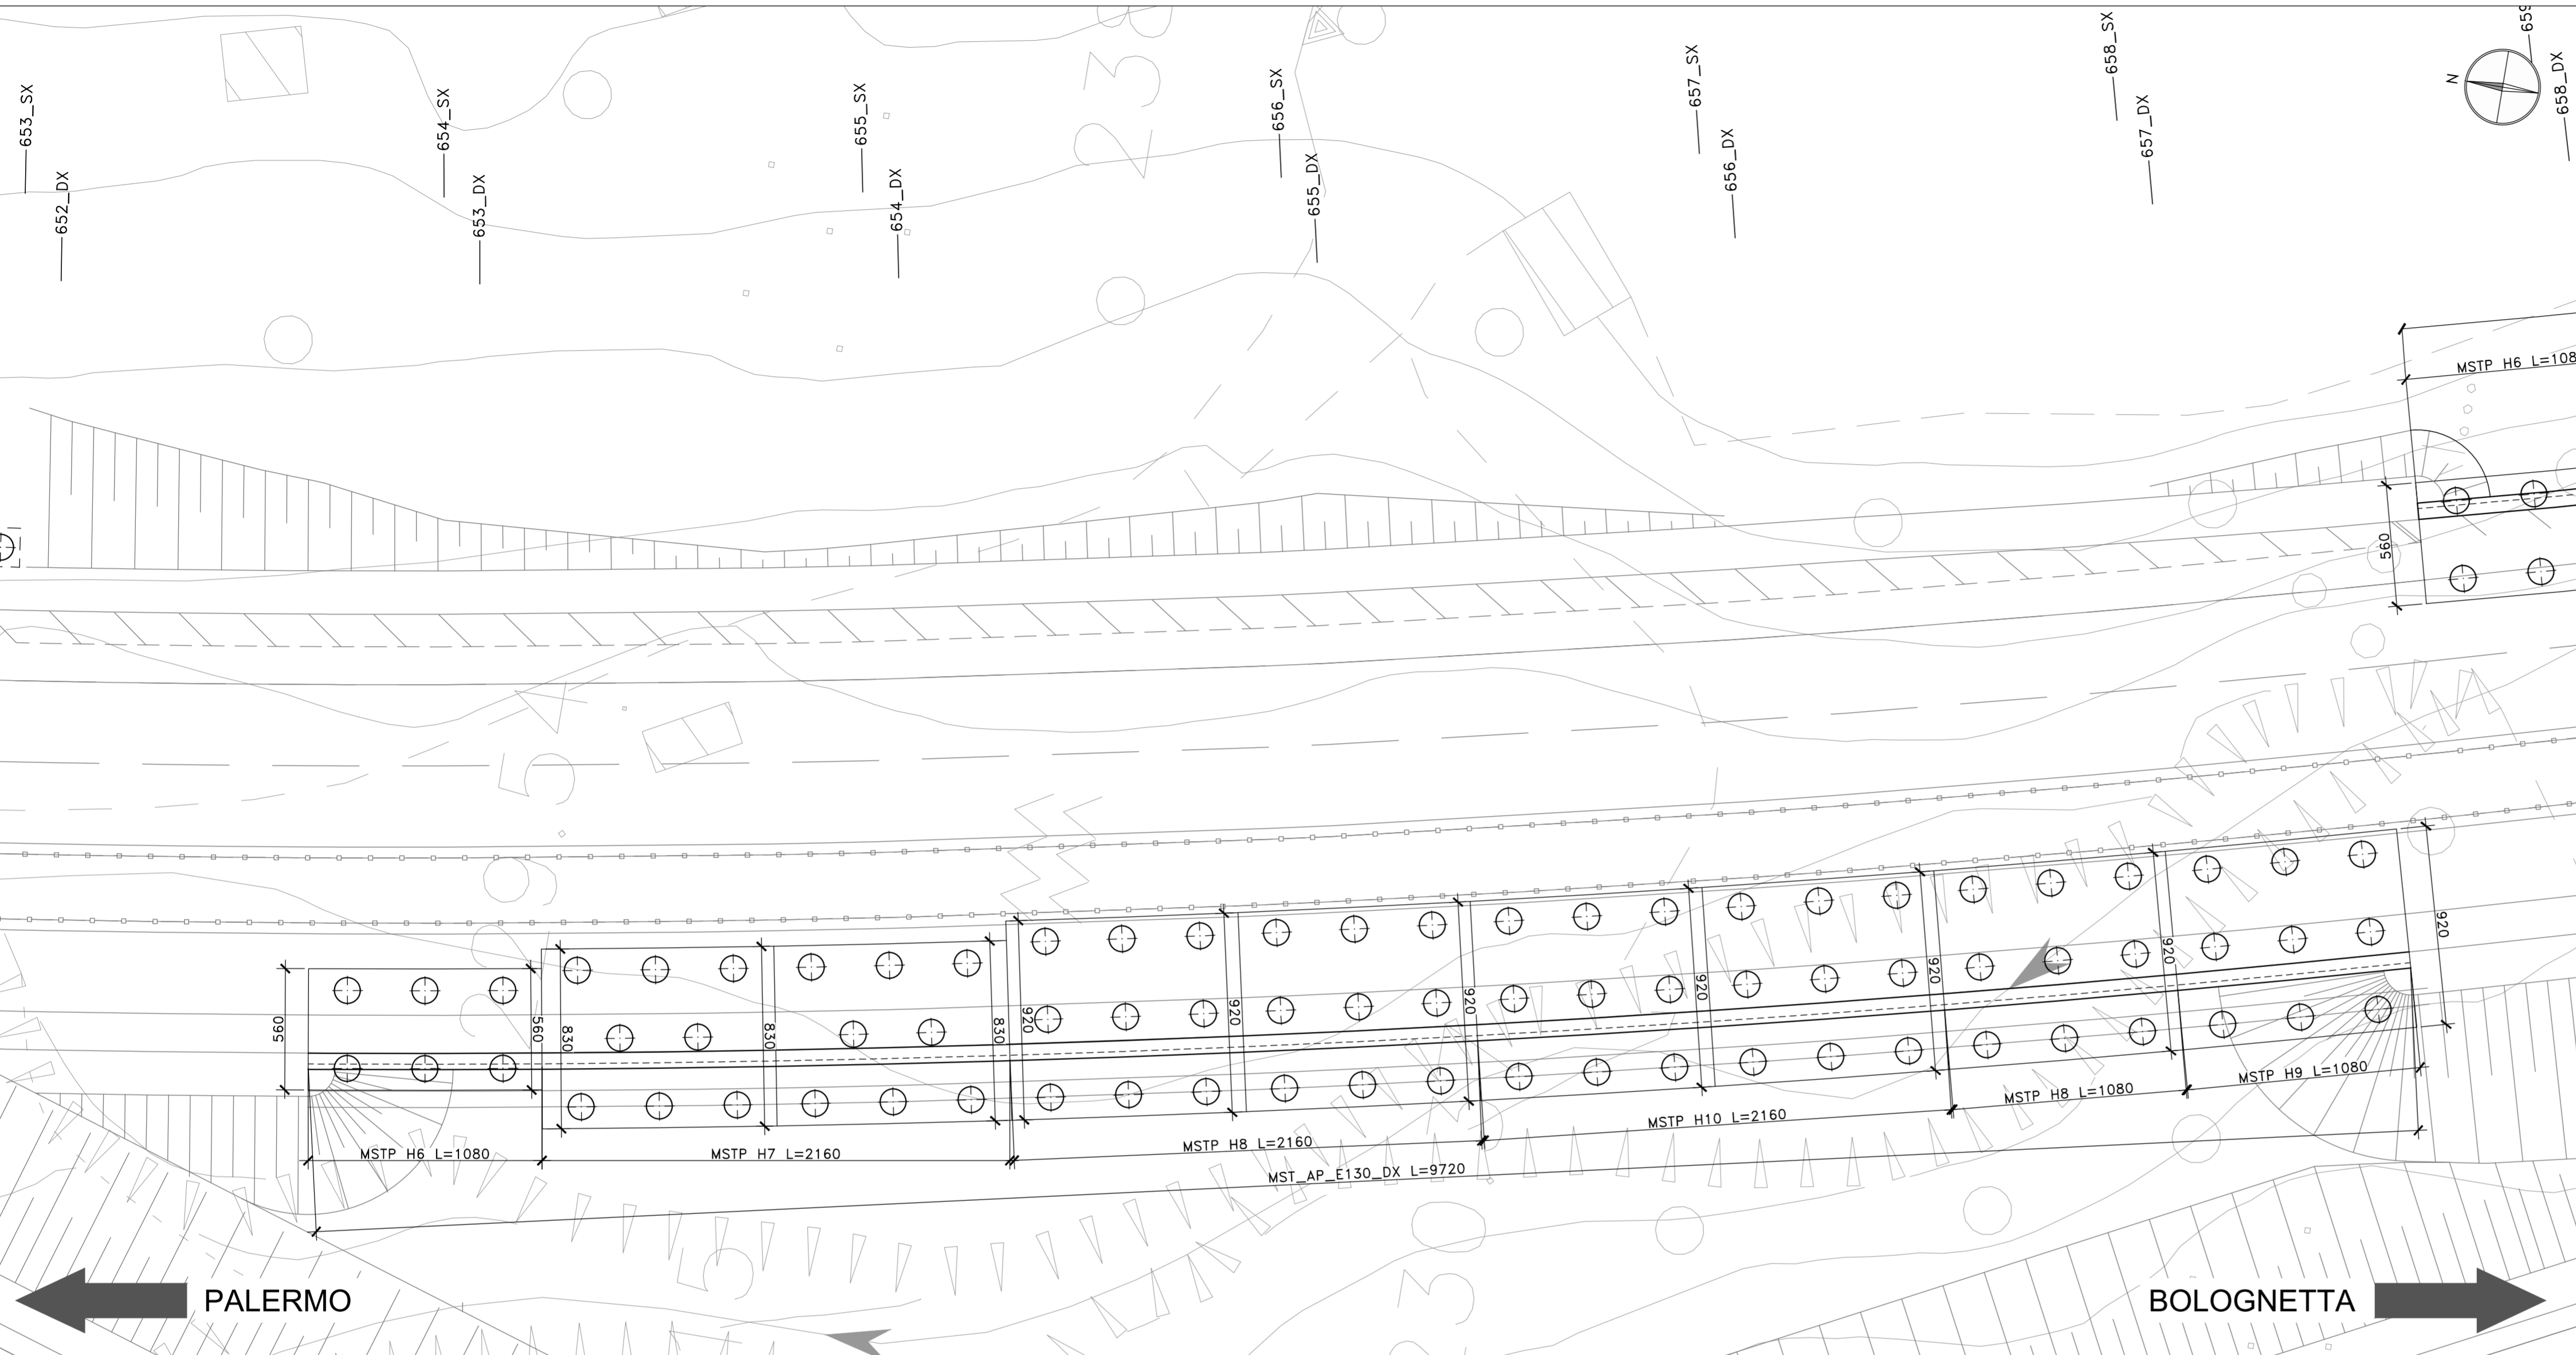 653_SX
652_DX
654_SX
653_DX
655_SX
654_DX
656_SX
655_DX
657_SX
656_DX
658_SX
657_DX
658_DX
N
MSTP H6 L=108
560
560
560
830
830
830
920
920
920
920
920
920
920
MSTP H6 L=1080
MSTP H7 L=2160
MSTP H8 L=2160
MSTP H10 L=2160
MSTP H8 L=1080
MSTP H9 L=1080
MST_AP_E130_DX L=9720
PALERMO
BOLOGNETTA